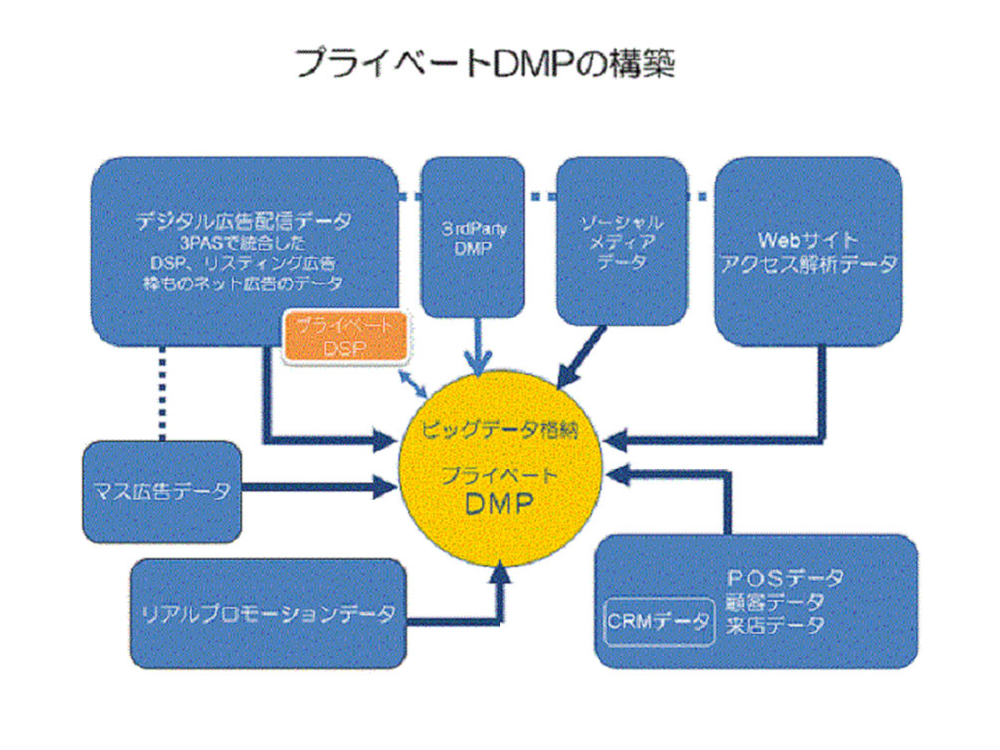 プライベートDMPの構築
デジタル広告配信データ
3PASで統合した
DSP、リスティング広告
枠ものネット広告のデータ
3rdParty
DMP
ソーシャル
メディア
データ
Webサイト
アクセス解析データ
プライベート
DSP
ビッグデータ格納
プライベート
DMP
マス広告データ
リアルプロモーションデータ
CRMデータ
POSデータ
顧客データ
来店データ